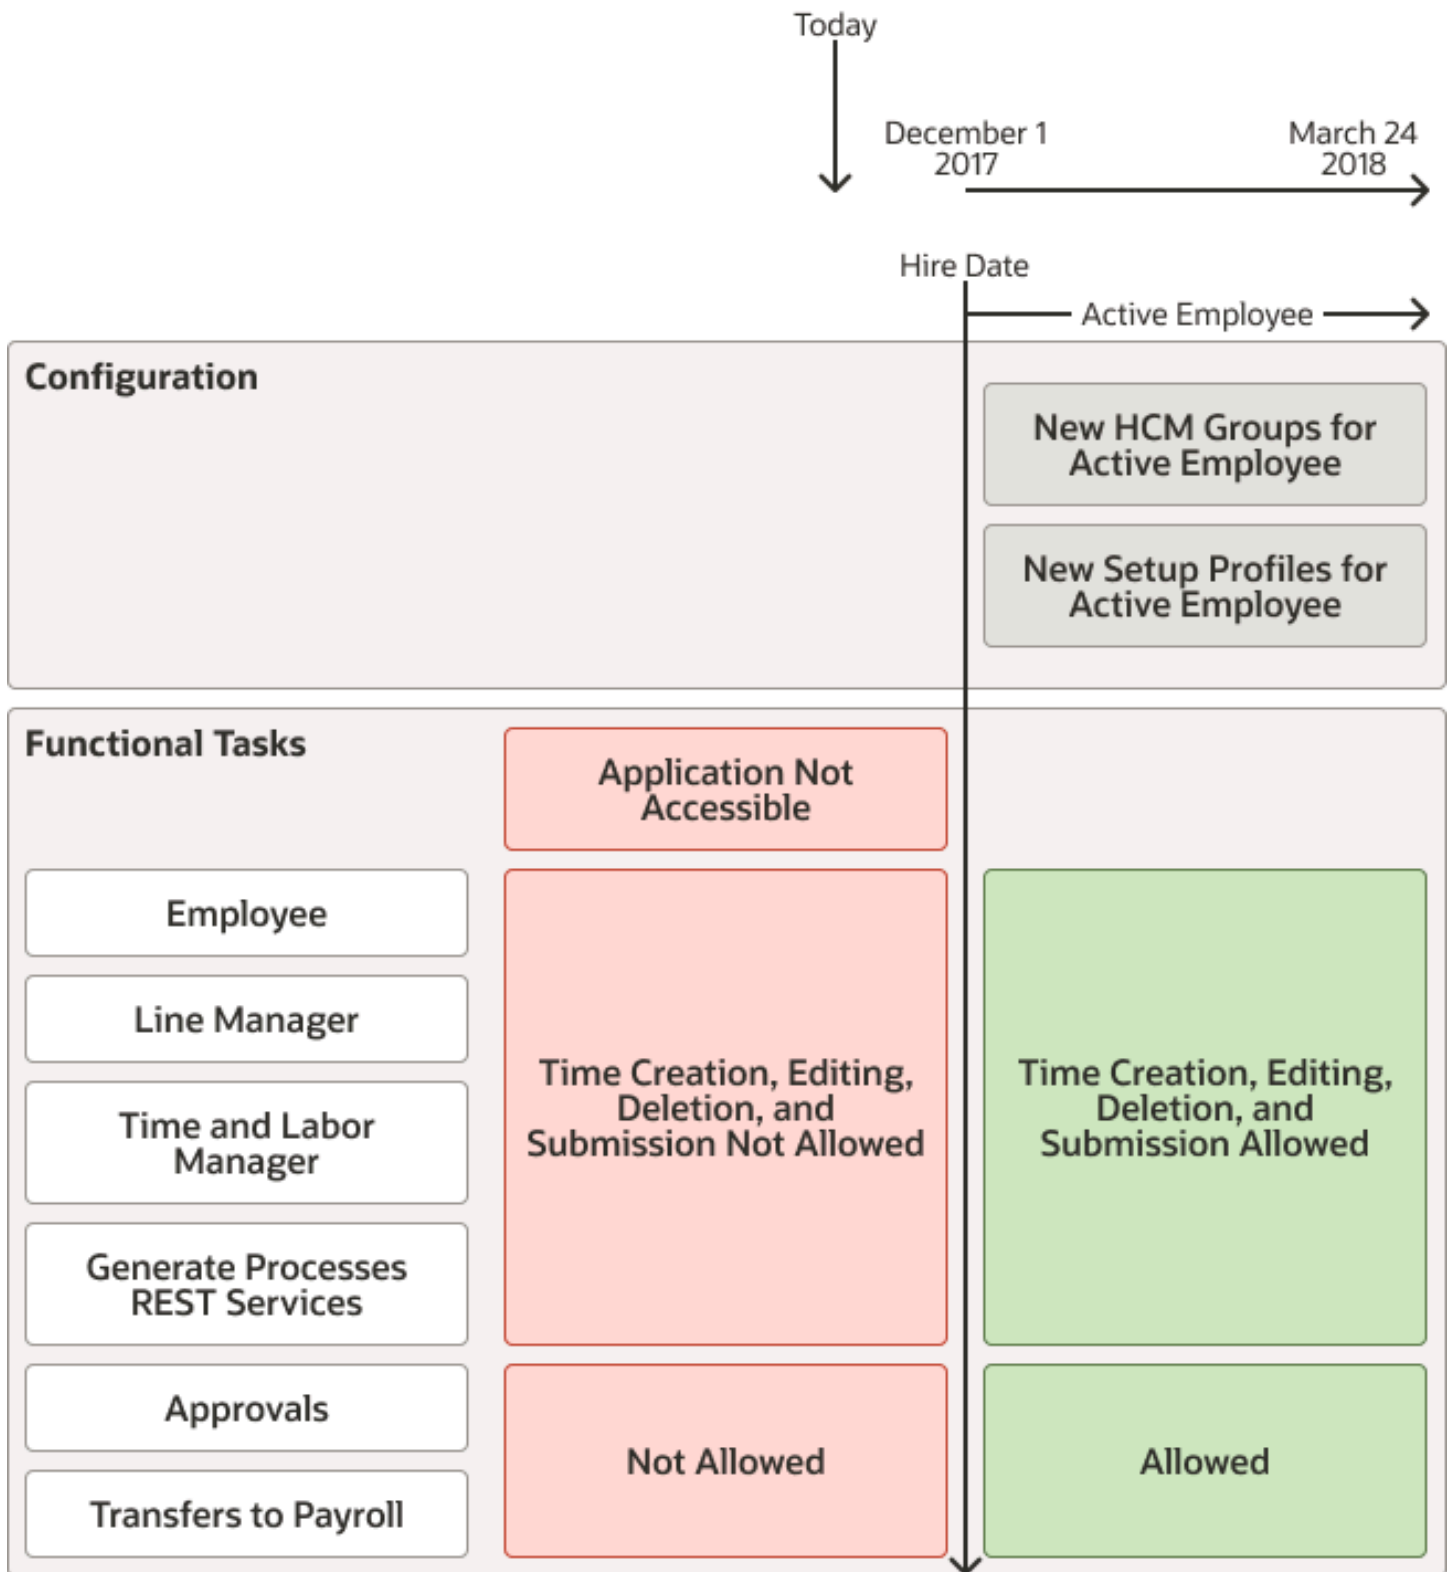 Today
December 1
2017
March 24
2018
Hire Date
Active Employee
Configuration
New HCM Groups for
Active Employee
New Setup Profiles for
Active Employee
Functional Tasks
Application Not
Accessible
Employee
Line Manager
Time and Labor
Manager
Generate Processes
REST Services
Time Creation, Editing,
Deletion, and
Submission Not Allowed
Time Creation, Editing,
Deletion, and
Submission Allowed
Approvals
Transfers to Payroll
Not Allowed
Allowed